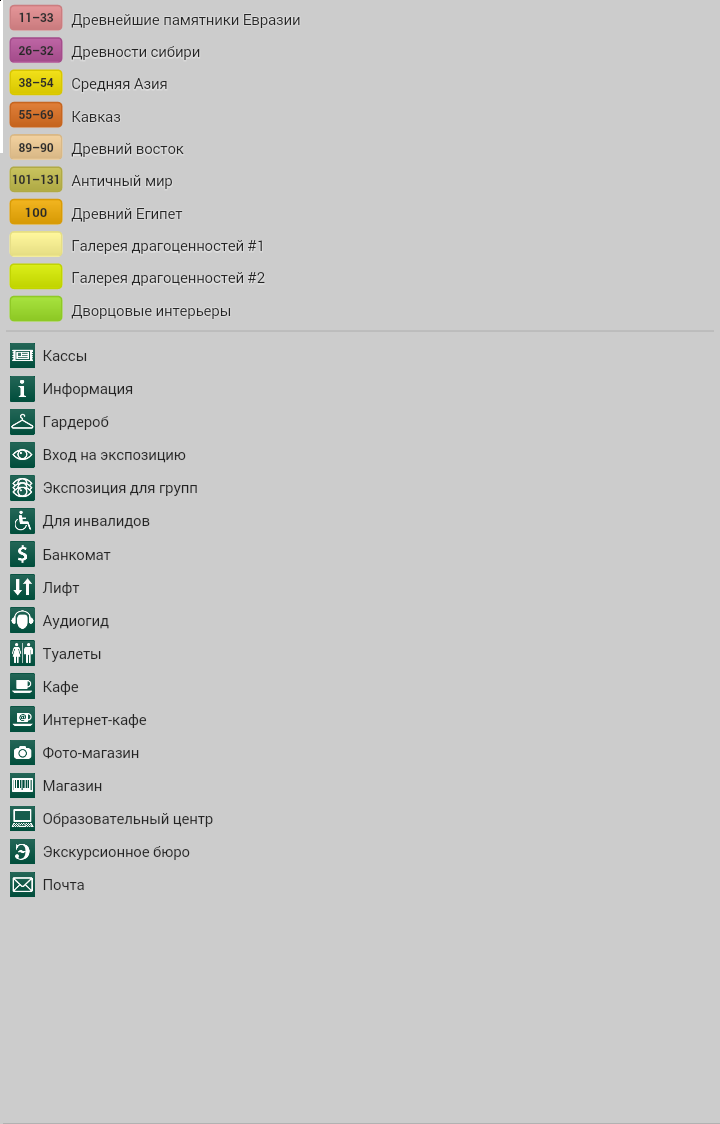 11–33 Древнейшие памятники Евразии
26–32 Древности сибири
38–54 Средняя Азия
55–69 Кавказ
89–90 Древний восток
101–131 Античный мир
100 Древний Египет
Галерея драгоценностей #1
Галерея драгоценностей #2
Дворцовые интерьеры
Кассы
Информация
Гардероб
Вход на экспозицию
Экспозиция для групп
Для инвалидов
$ Банкомат
Лифт
Аудиогид
Туалеты
Кафе
Интернет-кафе
Фото-магазин
Магазин
Образовательный центр
Э Экскурсионное бюро
Почта